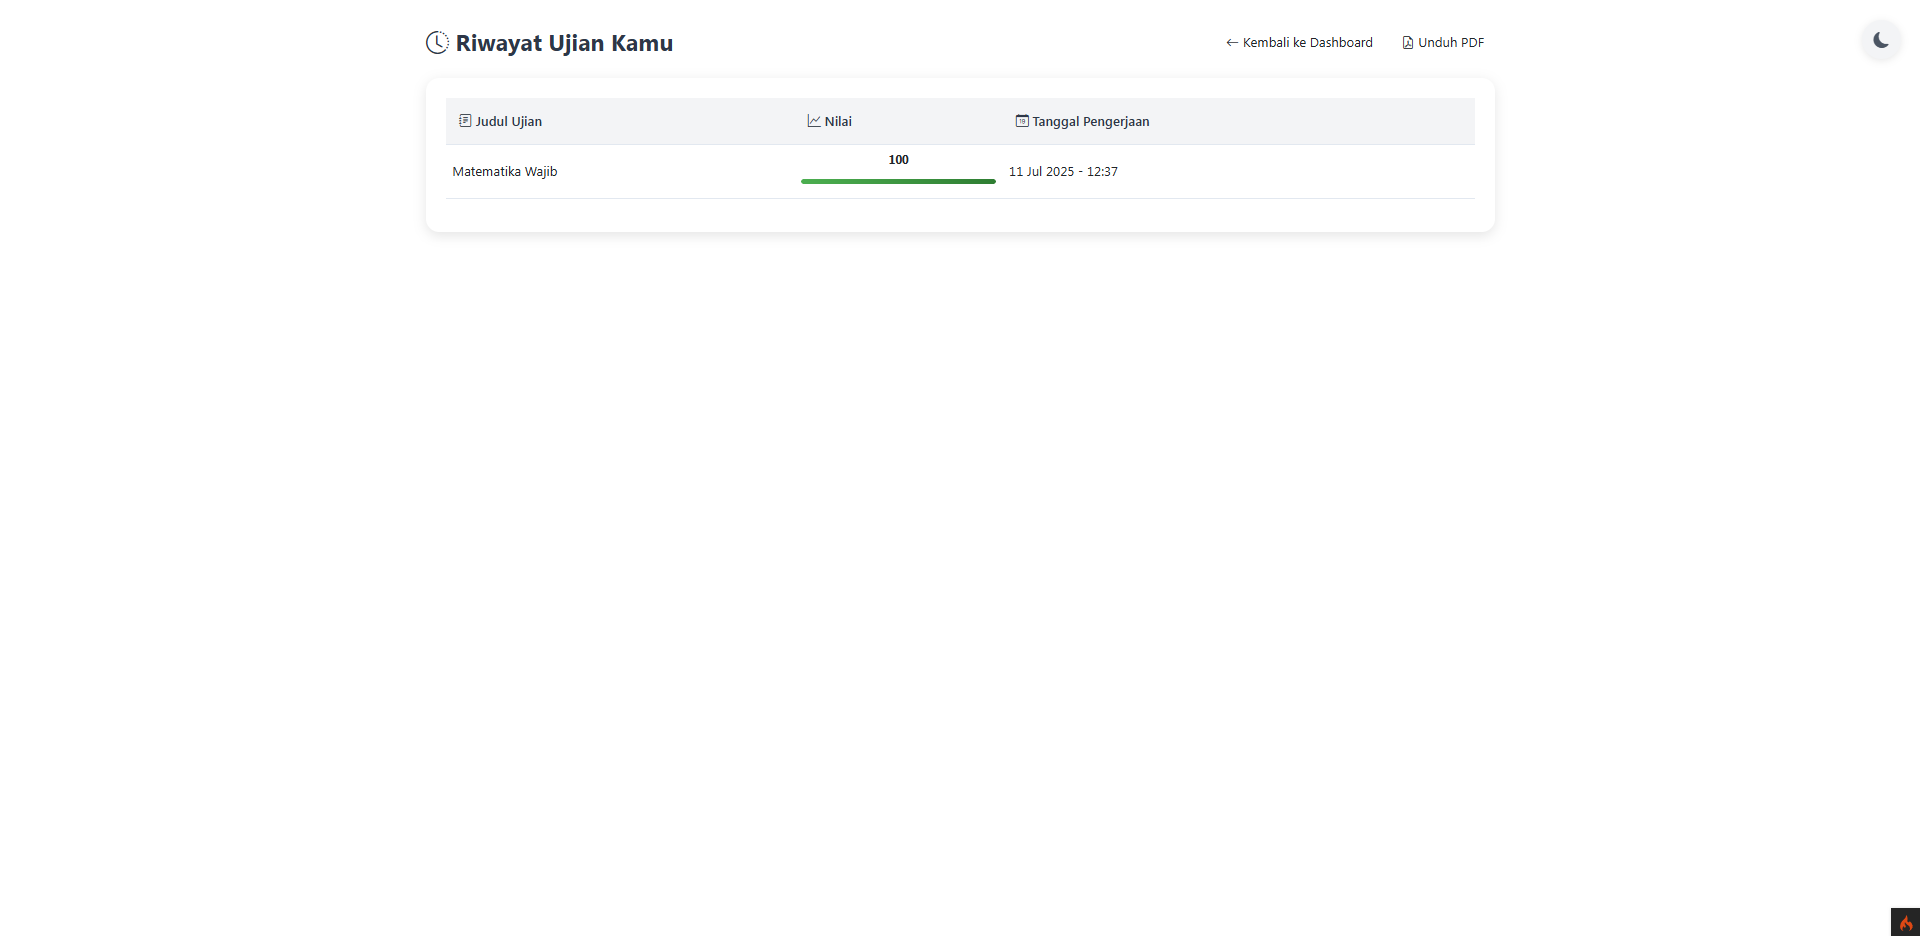 Riwayat Ujian Kamu
Kembali ke Dashboard
Unduh PDF
Judul Ujian
Nilai
Tanggal Pengerjaan
Matematika Wajib
100
11 Jul 2025 - 12:37